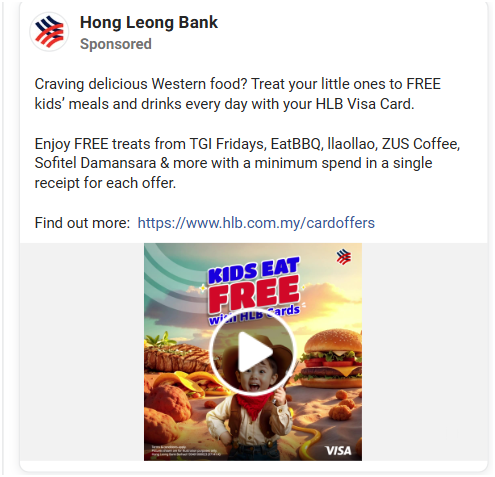 Hong Leong Bank
Sponsored
Craving delicious Western food? Treat your little ones to FREE
kids’ meals and drinks every day with your HLB Visa Card.
Enjoy FREE treats from TGI Fridays, EatBBQ, llaollao, ZUS Coffee,
Sofitel Damansara & more with a minimum spend in a single
receipt for each offer.
Find out more: https://www.hlb.com.my/cardoffers
KIDS EAT
FREE
with HLB Cards
VISA